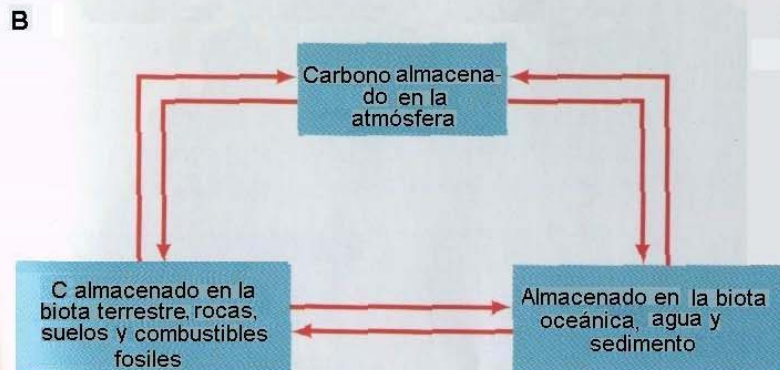 B
Carbono almacena-
do en la
atmósfera
C almacenado en la
biota terrestre, rocas,
suelos y combustibles
fosiles
Almacenado en la biota
oceánica, agua y
sedimento